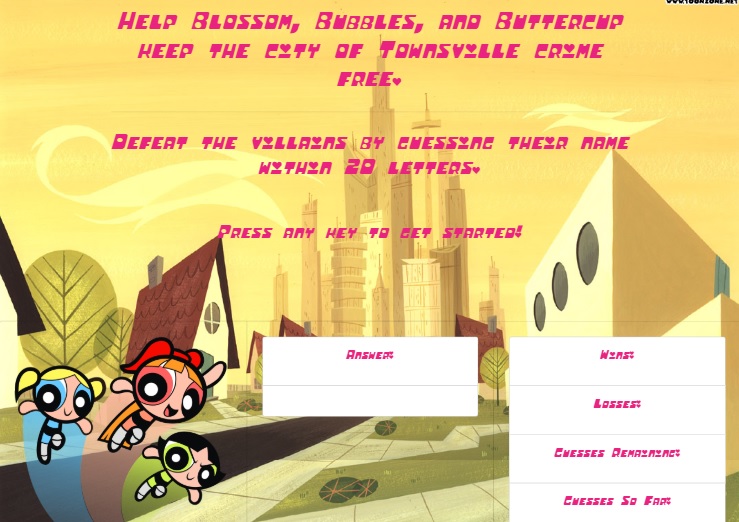 www.toonzone.net
Help Blossom, Bubbles, and Buttercup
keep the city of Townsville crime
free.
Defeat the villains by guessing their name
within 20 letters.
Press any key to get started!
Answer:
Wins:
Losses:
Guesses Remaining:
Guesses So Far: